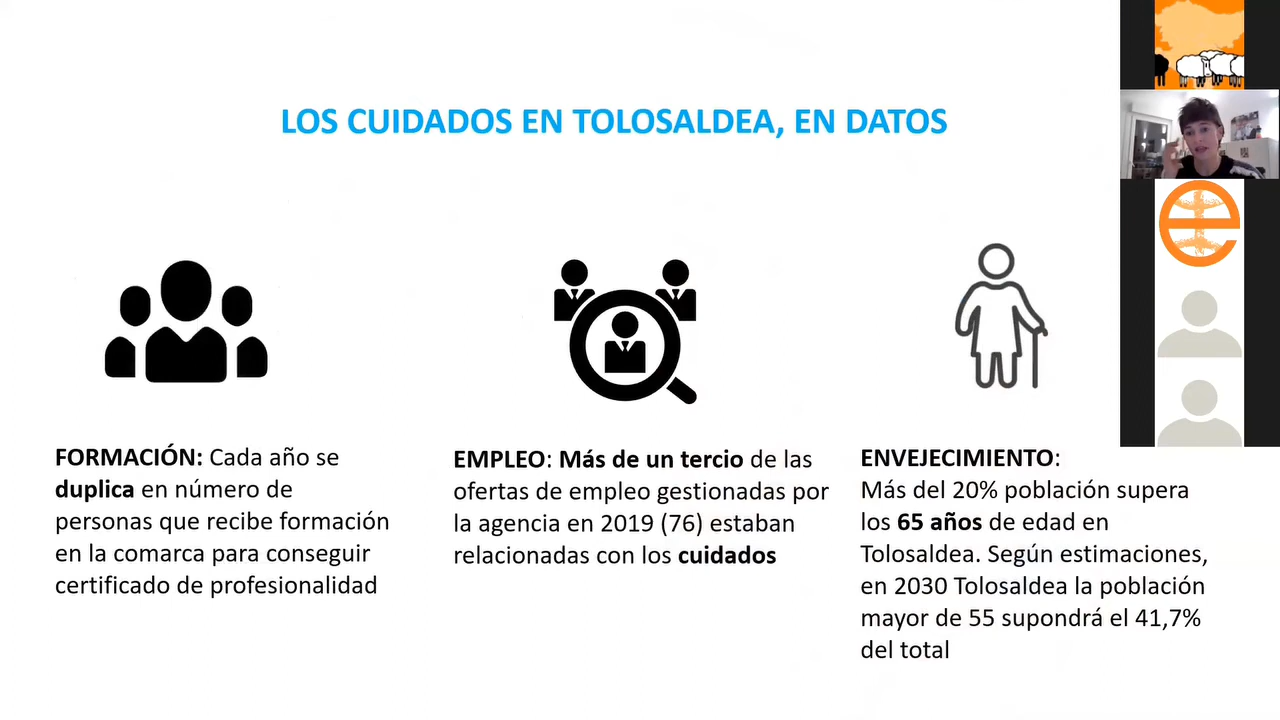 LOS CUIDADOS EN TOLOSALDEA, EN DATOS
FORMACIÓN: Cada año se
duplica en número de
personas que recibe formación
en la comarca para conseguir
certificado de profesionalidad
EMPLEO: Más de un tercio de las
ofertas de empleo gestionadas por
la agencia en 2019 (76) estaban
relacionadas con los cuidados
ENVEJECIMIENTO:
Más del 20% población supera
los 65 años de edad en
Tolosaldea. Según estimaciones,
en 2030 Tolosaldea la población
mayor de 55 supondrá el 41,7%
del total